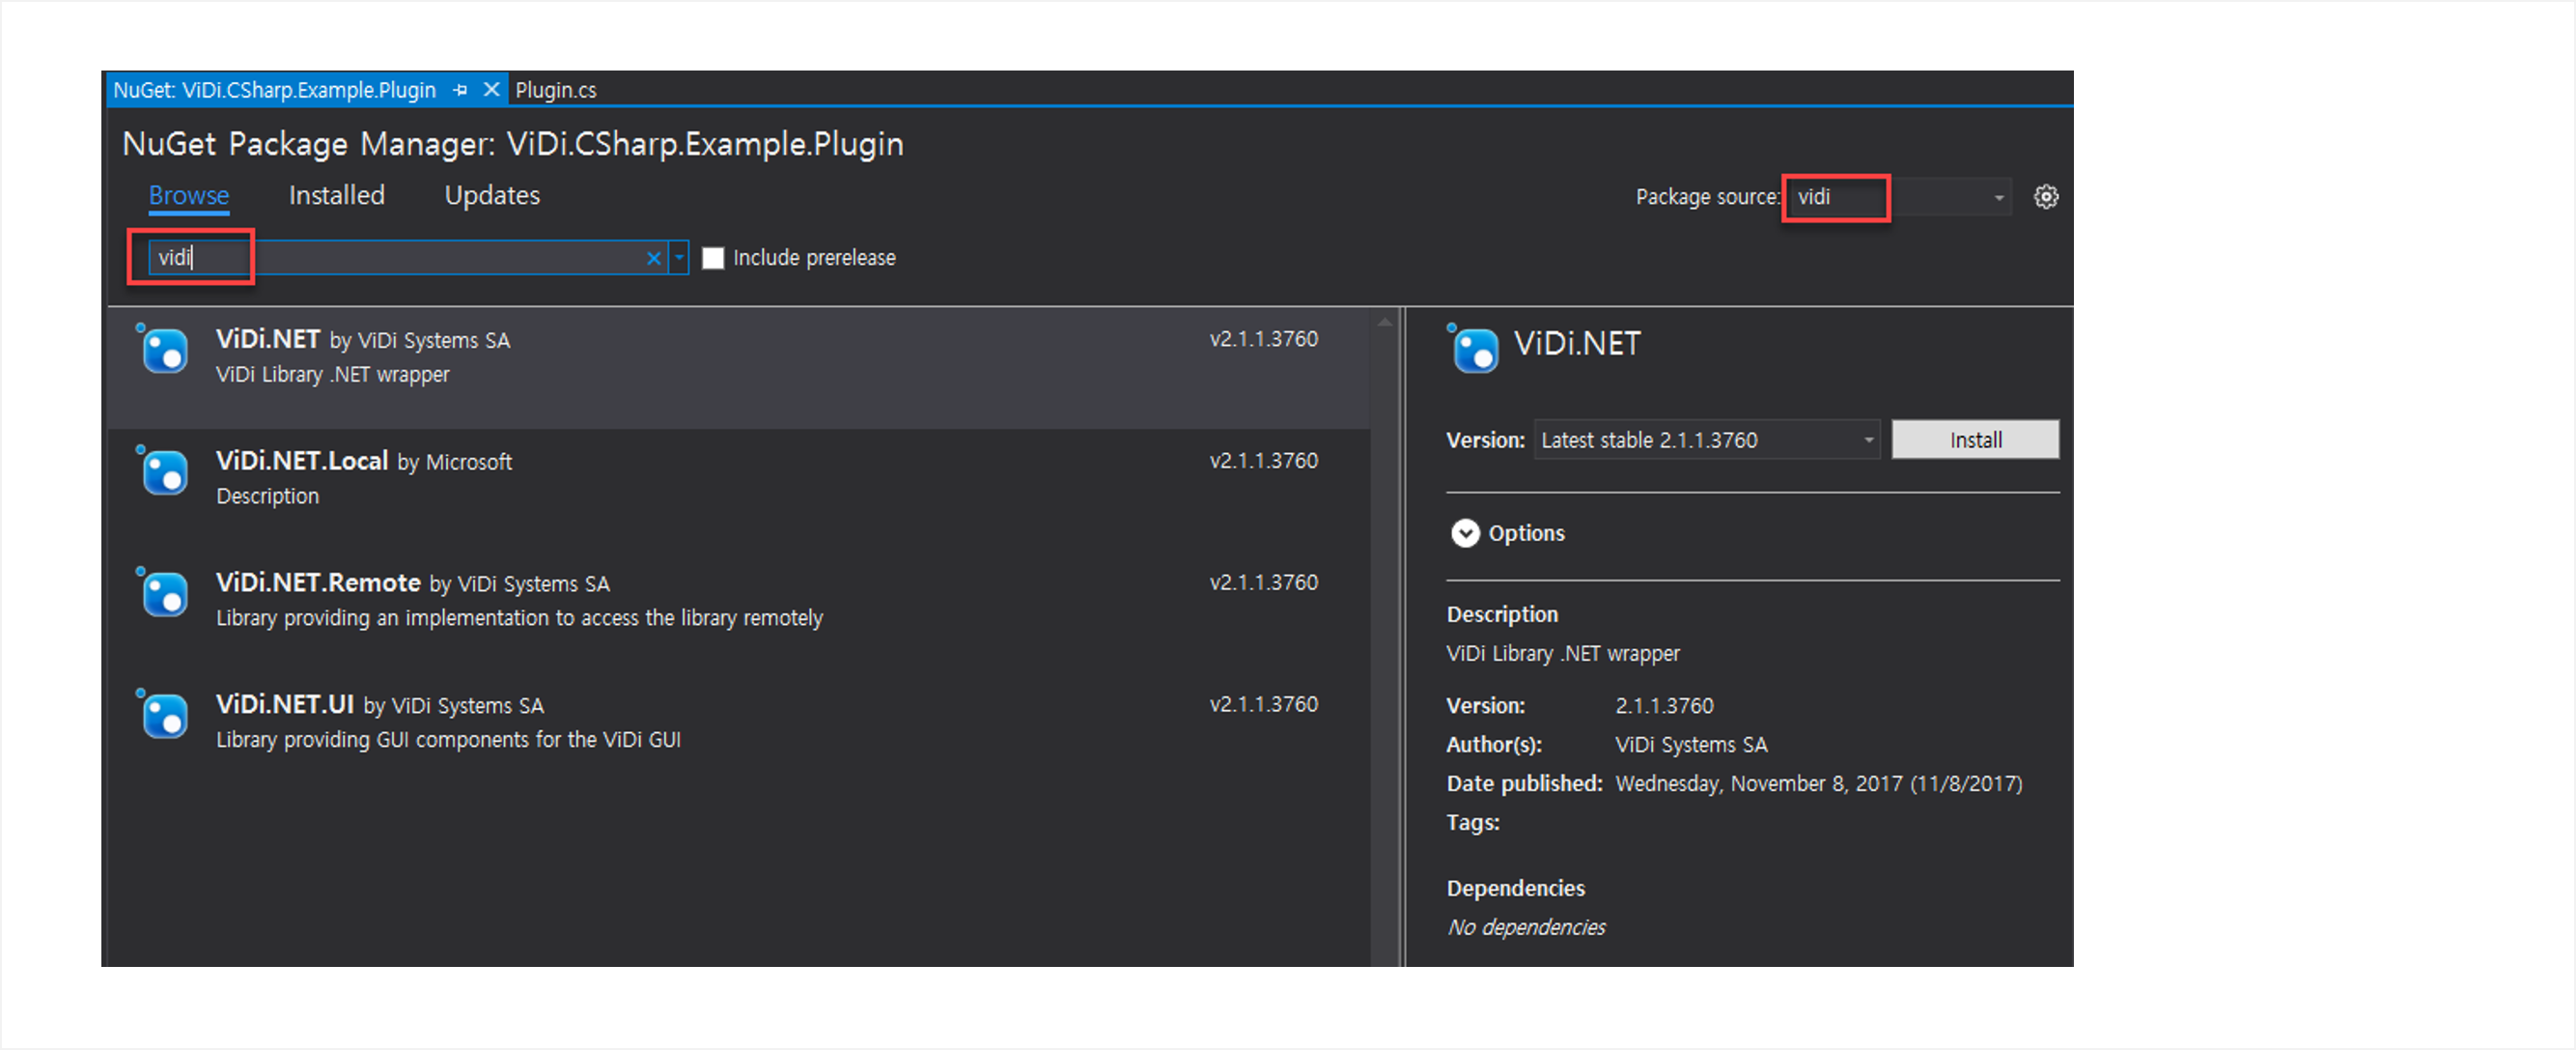 NuGet: ViDi.CSharp.Example.Plugin Plugin.cs
NuGet Package Manager: ViDi.CSharp.Example.Plugin
Browse Installed Updates
Package source: vidi
vidi Include prerelease
ViDi.NET by ViDi Systems SA v2.1.1.3760
ViDi Library .NET wrapper
ViDi.NET.Local by Microsoft v2.1.1.3760
Description
ViDi.NET.Remote by ViDi Systems SA v2.1.1.3760
Library providing an implementation to access the library remotely
ViDi.NET.UI by ViDi Systems SA v2.1.1.3760
Library providing GUI components for the ViDi GUI
ViDi.NET
Version: Latest stable 2.1.1.3760 Install
Options
Description
ViDi Library .NET wrapper
Version: 2.1.1.3760
Author(s): ViDi Systems SA
Date published: Wednesday, November 8, 2017 (11/8/2017)
Tags:
Dependencies
No dependencies